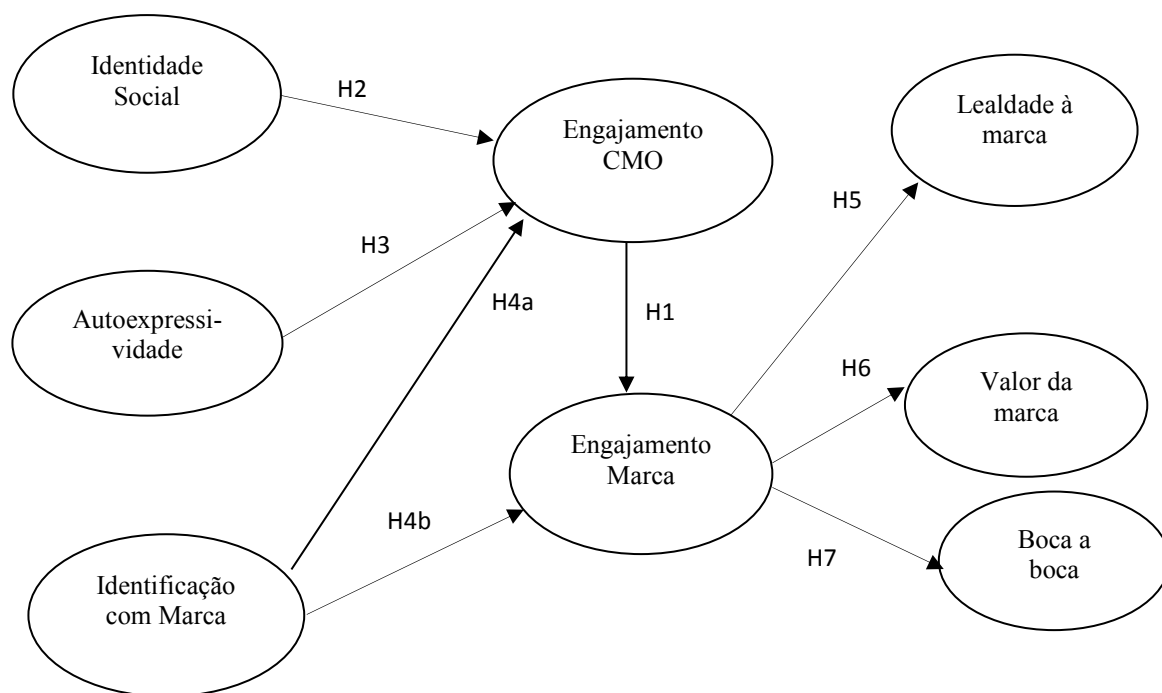 Identidade
Social
H2
Engajamento
CMO
Lealdade à
marca
H5
H3
Autoexpressi-
vidade
H4a
H1
H6
Valor da
marca
Engajamento
Marca
H4b
H7
Boca a
boca
Identificação
com Marca